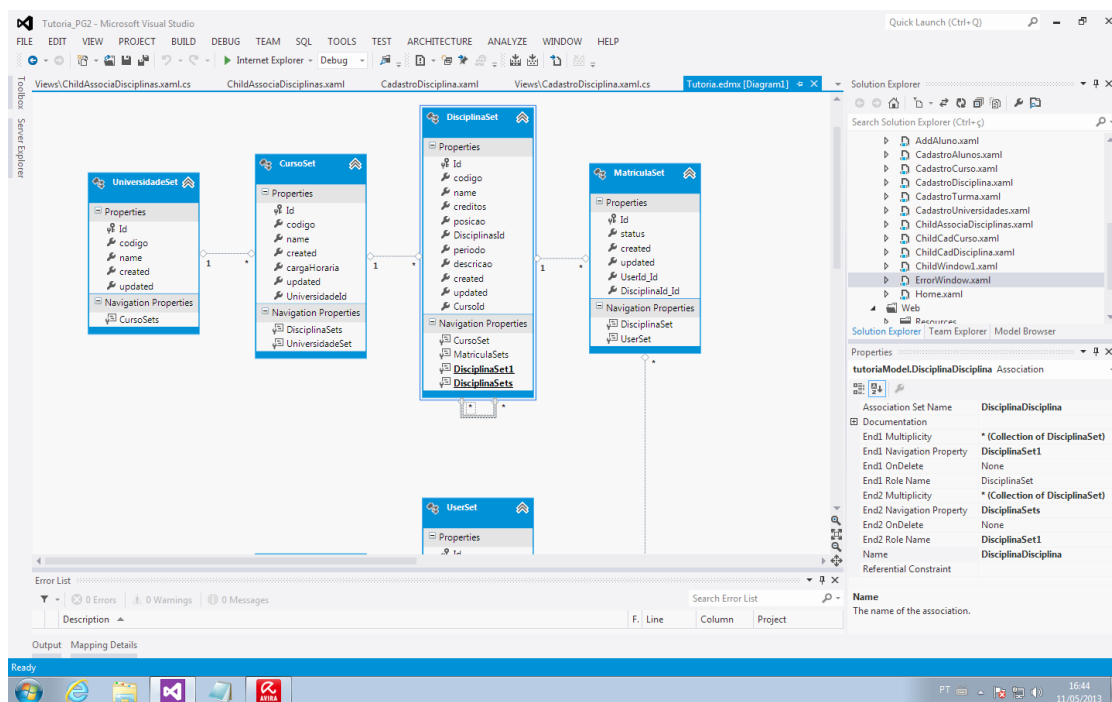 Tutoria_PG2 - Microsoft Visual Studio
Quick Launch (Ctrl+Q)
FILE EDIT VIEW PROJECT BUILD DEBUG TEAM SQL TOOLS TEST ARCHITECTURE ANALYZE WINDOW HELP
Internet Explorer Debug
Toolbox
Server Explorer
Views\ChildAssociaDisciplinas.xaml.cs ChildAssociaDisciplinas.xaml CadastroDisciplina.xaml Views\CadastroDisciplina.xaml.cs Tutoria.edmx [Diagram1]
UniversidadeSet
Properties
Id
codigo
name
created
updated
Navigation Properties
CursoSets
1 *
CursoSet
Properties
Id
codigo
name
created
cargaHoraria
updated
UniversidadeId
Navigation Properties
DisciplinaSets
UniversidadeSet
1 *
DisciplinaSet
Properties
Id
codigo
name
creditos
posicao
DisciplinasId
periodo
descricao
created
updated
CursoId
Navigation Properties
CursoSet
MatriculaSets
DisciplinaSet1
DisciplinaSets
* *
1 *
MatriculaSet
Properties
Id
status
created
updated
UserId_Id
DisciplinaId_Id
Navigation Properties
DisciplinaSet
UserSet
*
UserSet
Properties
Id
Solution Explorer
Search Solution Explorer (Ctrl+ç)
AddAluno.xaml
CadastroAlunos.xaml
CadastroCurso.xaml
CadastroDisciplina.xaml
CadastroTurma.xaml
CadastroUniversidades.xaml
ChildAssociaDisciplinas.xaml
ChildCadCurso.xaml
ChildCadDisciplina.xaml
ChildWindow1.xaml
ErrorWindow.xaml
Home.xaml
Web
Resources
Solution Explorer Team Explorer Model Browser
Properties
tutoriaModel.DisciplinaDisciplina Association
Association Set Name DisciplinaDisciplina
Documentation
End1 Multiplicity * (Collection of DisciplinaSet)
End1 Navigation Property DisciplinaSet1
End1 OnDelete None
End1 Role Name DisciplinaSet
End2 Multiplicity * (Collection of DisciplinaSet)
End2 Navigation Property DisciplinaSets
End2 OnDelete None
End2 Role Name DisciplinaSet1
Name DisciplinaDisciplina
Referential Constraint
Name
The name of the association.
Error List
0 Errors 0 Warnings 0 Messages
Search Error List
Description F. Line Column Project
Output Mapping Details
Ready
AVIRA
PT
16:44
11/05/2013